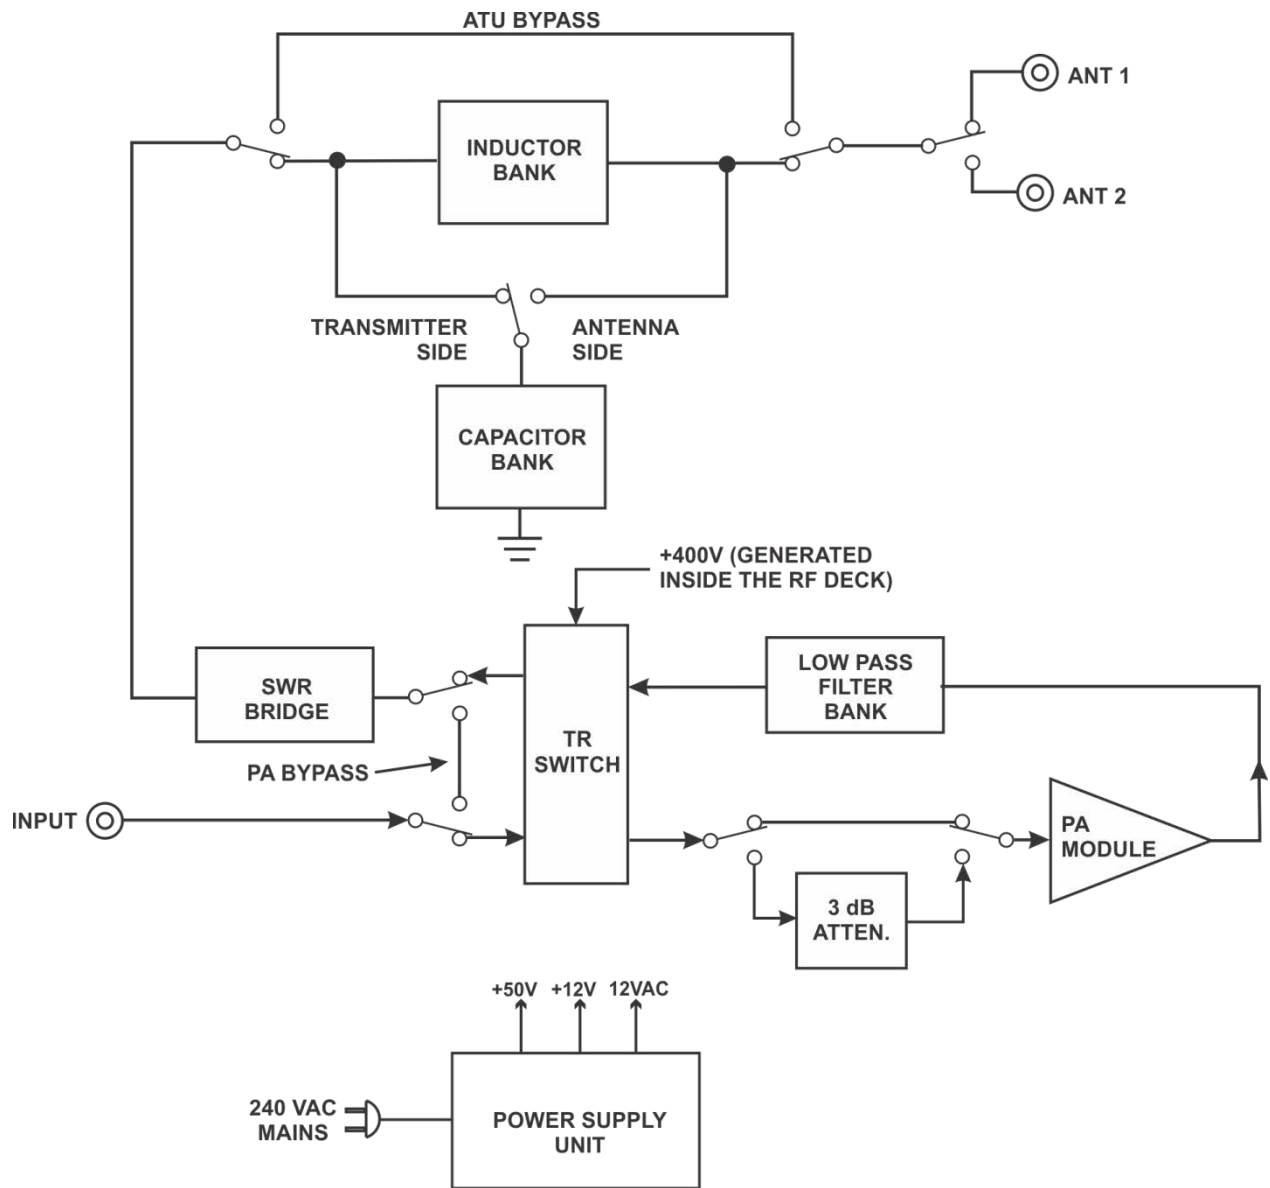 ATU BYPASS
ANT 1
INDUCTOR
BANK
ANT 2
TRANSMITTER
SIDE
ANTENNA
SIDE
CAPACITOR
BANK
+400V (GENERATED
INSIDE THE RF DECK)
LOW PASS
FILTER
BANK
SWR
BRIDGE
TR
SWITCH
PA BYPASS
INPUT
PA
MODULE
3 dB
ATTEN.
+50V
+12V
12VAC
240 VAC
MAINS
POWER SUPPLY
UNIT